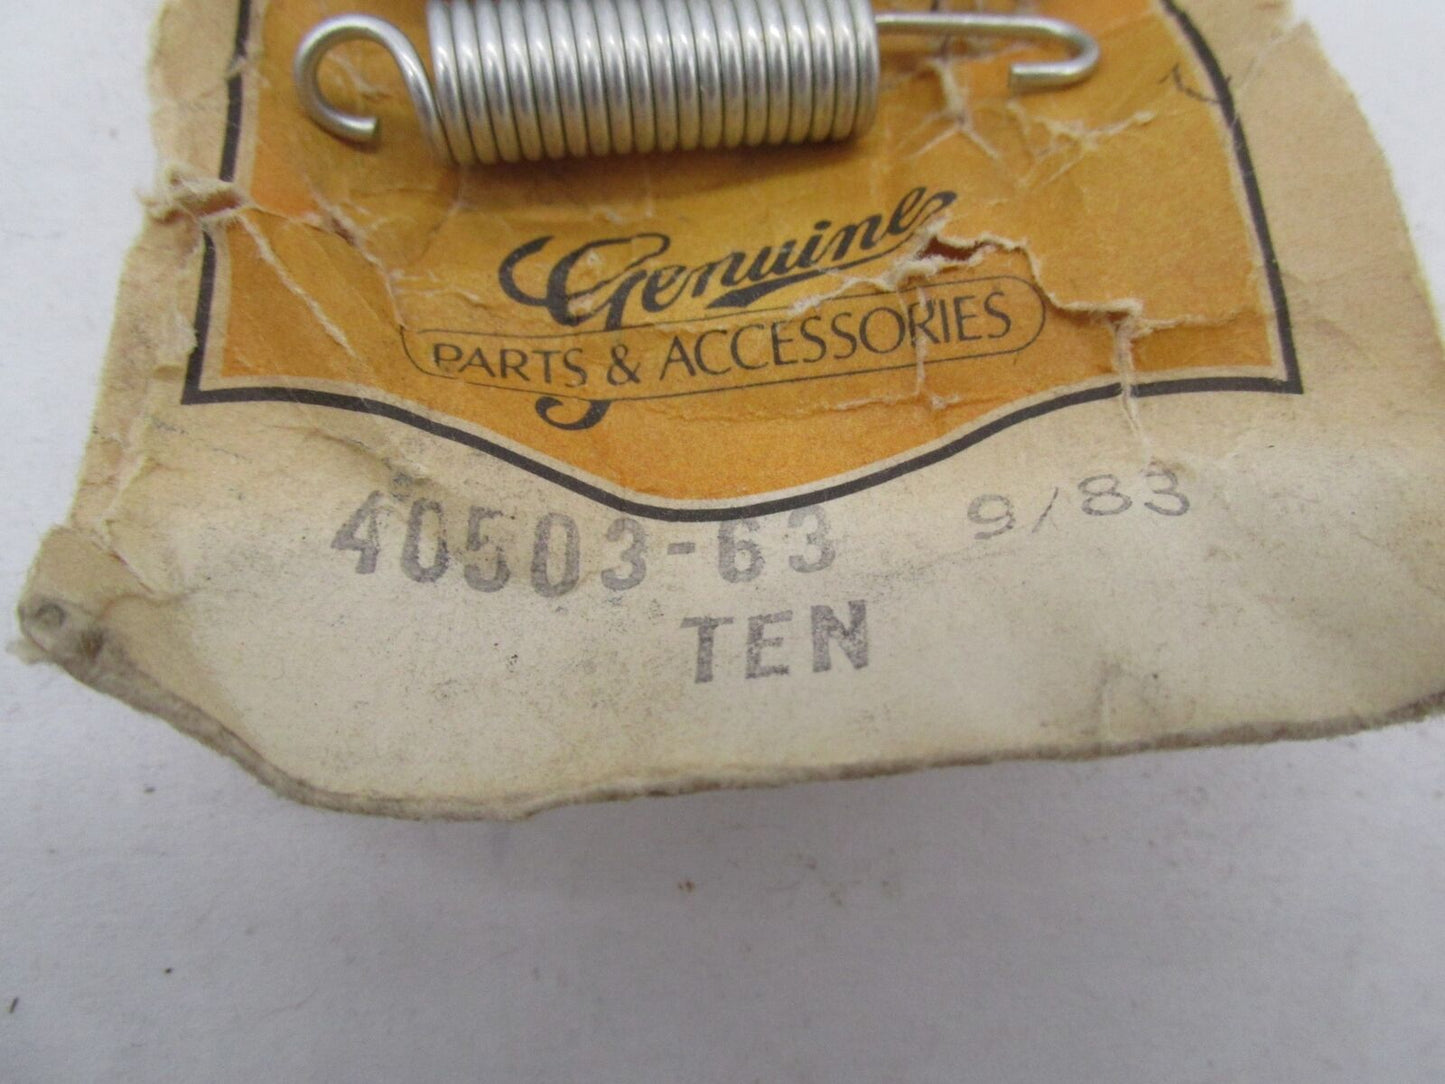 Genuine
PARTS & ACCESSORIES
40503-63 9/83
TEN